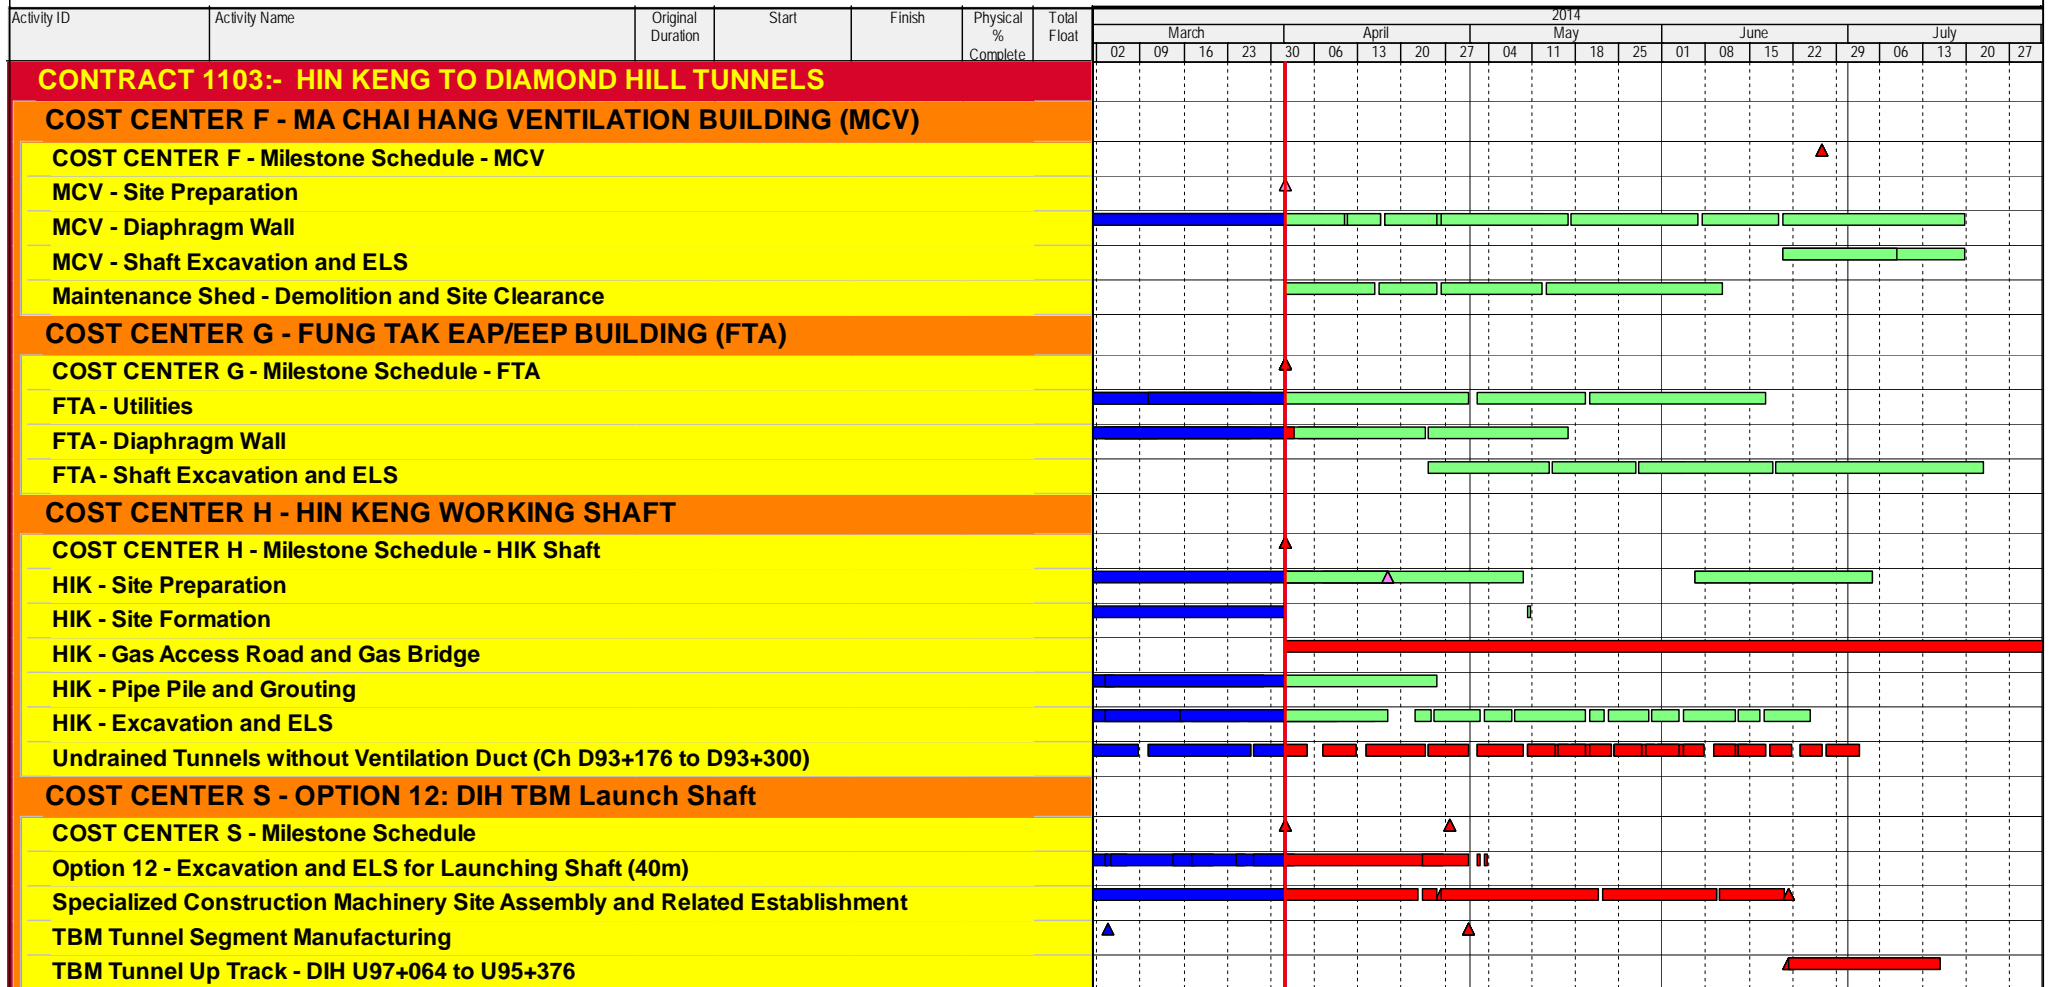 Activity ID Activity Name Original Start Finish Physical Total 2014
Duration % Float March April May June July
Complete 02 09 16 23 30 06 13 20 27 04 11 18 25 01 08 15 22 29 06 13 20 27
CONTRACT 1103:- HIN KENG TO DIAMOND HILL TUNNELS
COST CENTER F - MA CHAI HANG VENTILATION BUILDING (MCV)
COST CENTER F - Milestone Schedule - MCV
MCV - Site Preparation
MCV - Diaphragm Wall
MCV - Shaft Excavation and ELS
Maintenance Shed - Demolition and Site Clearance
COST CENTER G - FUNG TAK EAP/EEP BUILDING (FTA)
COST CENTER G - Milestone Schedule - FTA
FTA - Utilities
FTA - Diaphragm Wall
FTA - Shaft Excavation and ELS
COST CENTER H - HIN KENG WORKING SHAFT
COST CENTER H - Milestone Schedule - HIK Shaft
HIK - Site Preparation
HIK - Site Formation
HIK - Gas Access Road and Gas Bridge
HIK - Pipe Pile and Grouting
HIK - Excavation and ELS
Undrained Tunnels without Ventilation Duct (Ch D93+176 to D93+300)
COST CENTER S - OPTION 12: DIH TBM Launch Shaft
COST CENTER S - Milestone Schedule
Option 12 - Excavation and ELS for Launching Shaft (40m)
Specialized Construction Machinery Site Assembly and Related Establishment
TBM Tunnel Segment Manufacturing
TBM Tunnel Up Track - DIH U97+064 to U95+376